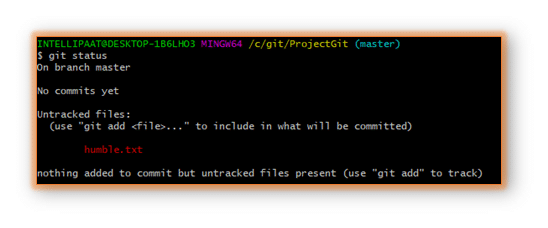 INTELLIPAAT@DESKTOP-1B6LHO3 MINGW64 /c/git/ProjectGit (master)
$ git status
On branch master
No commits yet
Untracked files:
(use "git add <file>..." to include in what will be committed)
humble.txt
nothing added to commit but untracked files present (use "git add" to track)